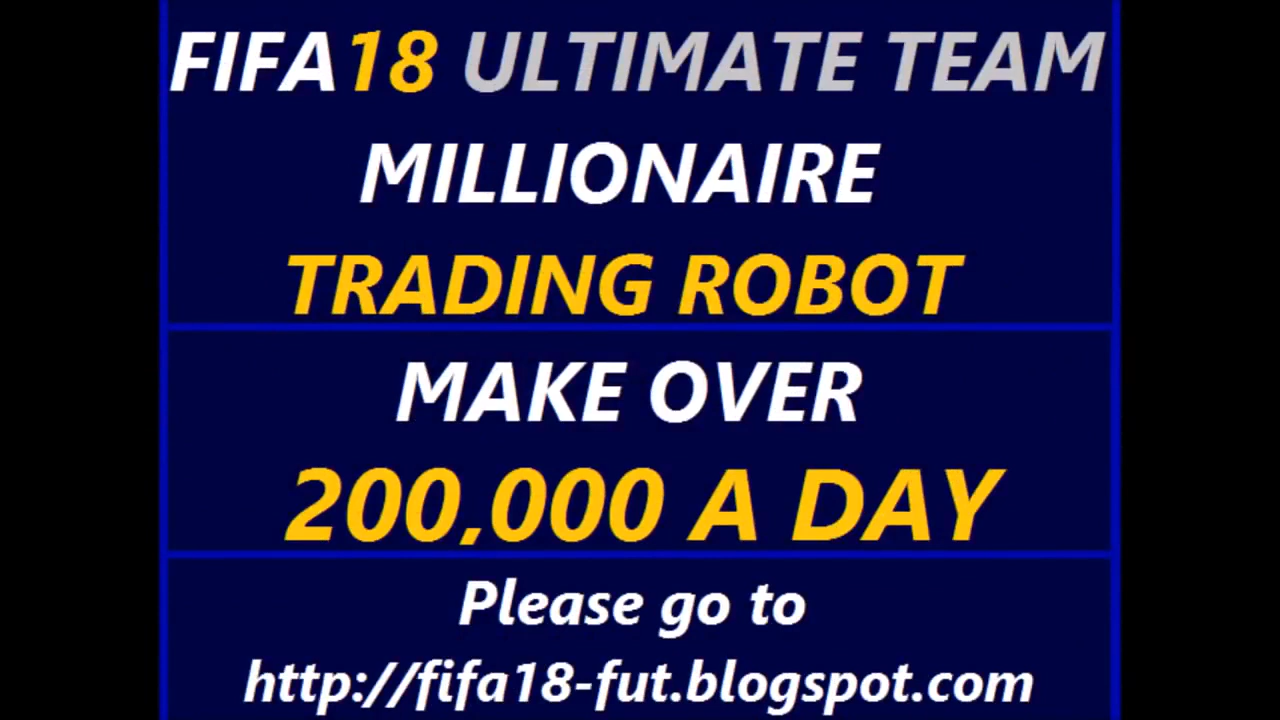 FIFA18 ULTIMATE TEAM
MILLIONAIRE
TRADING ROBOT
MAKE OVER
200,000 A DAY
Please go to
http://fifa18-fut.blogspot.com